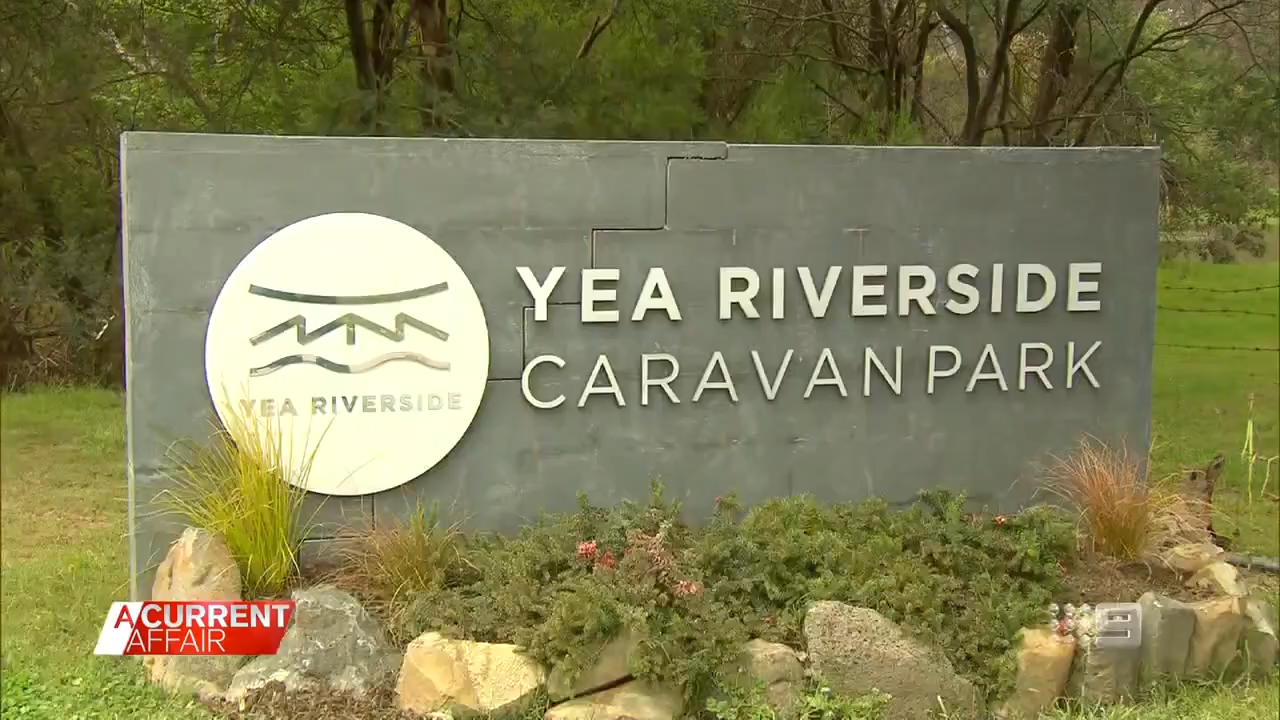 YEA RIVERSIDE
CARAVAN PARK
YEA RIVERSIDE
A CURRENT
AFFAIR
9